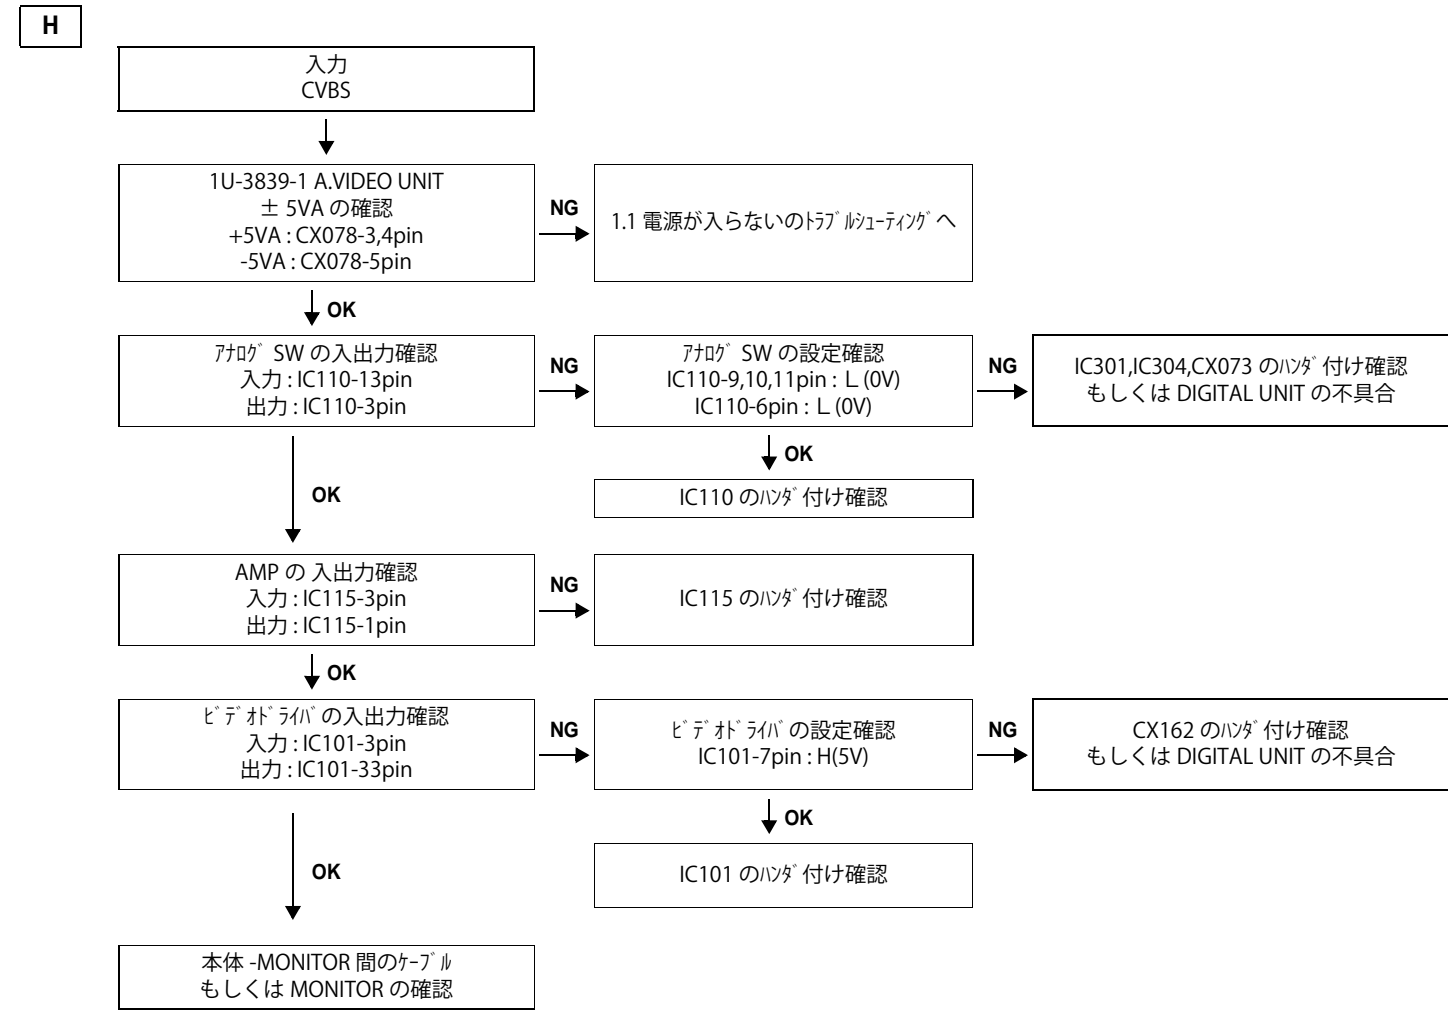 H
入力
CVBS
1U-3839-1 A.VIDEO UNIT
± 5VA の確認
+5VA : CX078-3,4pin
-5VA : CX078-5pin
NG
1.1 電源が入らないのﾄﾗﾌﾞﾙｼｭｰﾃｨﾝｸﾞへ
OK
ｱﾅﾛｸﾞ SW の入出力確認
入力 : IC110-13pin
出力 : IC110-3pin
NG
ｱﾅﾛｸﾞ SW の設定確認
IC110-9,10,11pin : L (0V)
IC110-6pin : L (0V)
NG
IC301,IC304,CX073 のﾊﾝﾀﾞ付け確認
もしくは DIGITAL UNIT の不具合
OK
IC110 のﾊﾝﾀﾞ付け確認
OK
AMP の 入出力確認
入力 : IC115-3pin
出力 : IC115-1pin
NG
IC115 のﾊﾝﾀﾞ付け確認
OK
ﾋﾞﾃﾞｵﾄﾞﾗｲﾊﾞの入出力確認
入力 : IC101-3pin
出力 : IC101-33pin
NG
ﾋﾞﾃﾞｵﾄﾞﾗｲﾊﾞの設定確認
IC101-7pin : H(5V)
NG
CX162 のﾊﾝﾀﾞ付け確認
もしくは DIGITAL UNIT の不具合
OK
IC101 のﾊﾝﾀﾞ付け確認
OK
本体 -MONITOR 間のｹｰﾌﾞﾙ
もしくは MONITOR の確認